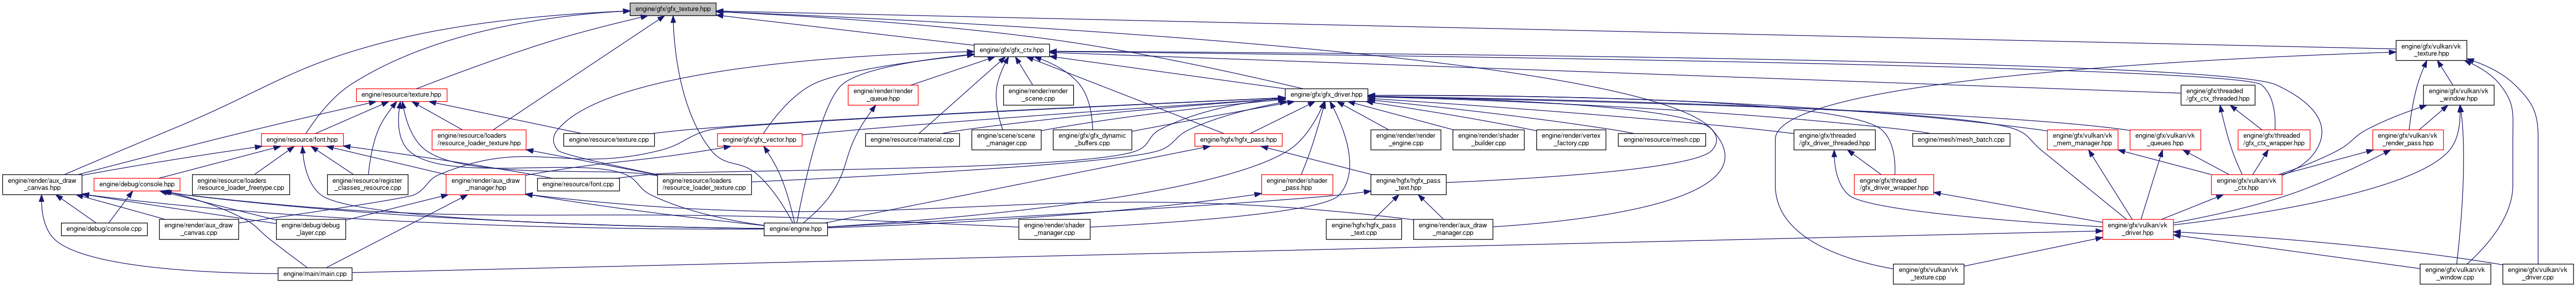 engine/gfx/gfx_texture.hpp
engine/gfx/gfx_ctx.hpp
engine/gfx/vulkan/vk
_texture.hpp
engine/resource/texture.hpp
engine/render/render
_queue.hpp
engine/render/render
_scene.cpp
engine/gfx/gfx_driver.hpp
engine/gfx/threaded
/gfx_ctx_threaded.hpp
engine/gfx/vulkan/vk
_window.hpp
engine/resource/font.hpp
engine/resource/loaders
/resource_loader_texture.hpp
engine/resource/texture.cpp
engine/gfx/gfx_vector.hpp
engine/resource/material.cpp
engine/scene/scene
_manager.cpp
engine/gfx/gfx_dynamic
_buffers.cpp
engine/hgfx/hgfx_pass.hpp
engine/render/render
_engine.cpp
engine/render/shader
_builder.cpp
engine/render/vertex
_factory.cpp
engine/resource/mesh.cpp
engine/gfx/threaded
/gfx_driver_threaded.hpp
engine/mesh/mesh_batch.cpp
engine/gfx/vulkan/vk
_mem_manager.hpp
engine/gfx/vulkan/vk
_queues.hpp
engine/gfx/threaded
/gfx_ctx_wrapper.hpp
engine/gfx/vulkan/vk
_render_pass.hpp
engine/render/aux_draw
_canvas.hpp
engine/debug/console.hpp
engine/resource/loaders
/resource_loader_freetype.cpp
engine/resource/register
_classes_resource.cpp
engine/render/aux_draw
_manager.hpp
engine/resource/font.cpp
engine/resource/loaders
/resource_loader_texture.cpp
engine/render/shader
_pass.hpp
engine/hgfx/hgfx_pass
_text.hpp
engine/gfx/threaded
/gfx_driver_wrapper.hpp
engine/gfx/vulkan/vk
_ctx.hpp
engine/debug/console.cpp
engine/render/aux_draw
_canvas.cpp
engine/debug/debug
_layer.cpp
engine/engine.hpp
engine/render/shader
_manager.cpp
engine/hgfx/hgfx_pass
_text.cpp
engine/render/aux_draw
_manager.cpp
engine/gfx/vulkan/vk
_driver.hpp
engine/main/main.cpp
engine/gfx/vulkan/vk
_texture.cpp
engine/gfx/vulkan/vk
_window.cpp
engine/gfx/vulkan/vk
_driver.cpp